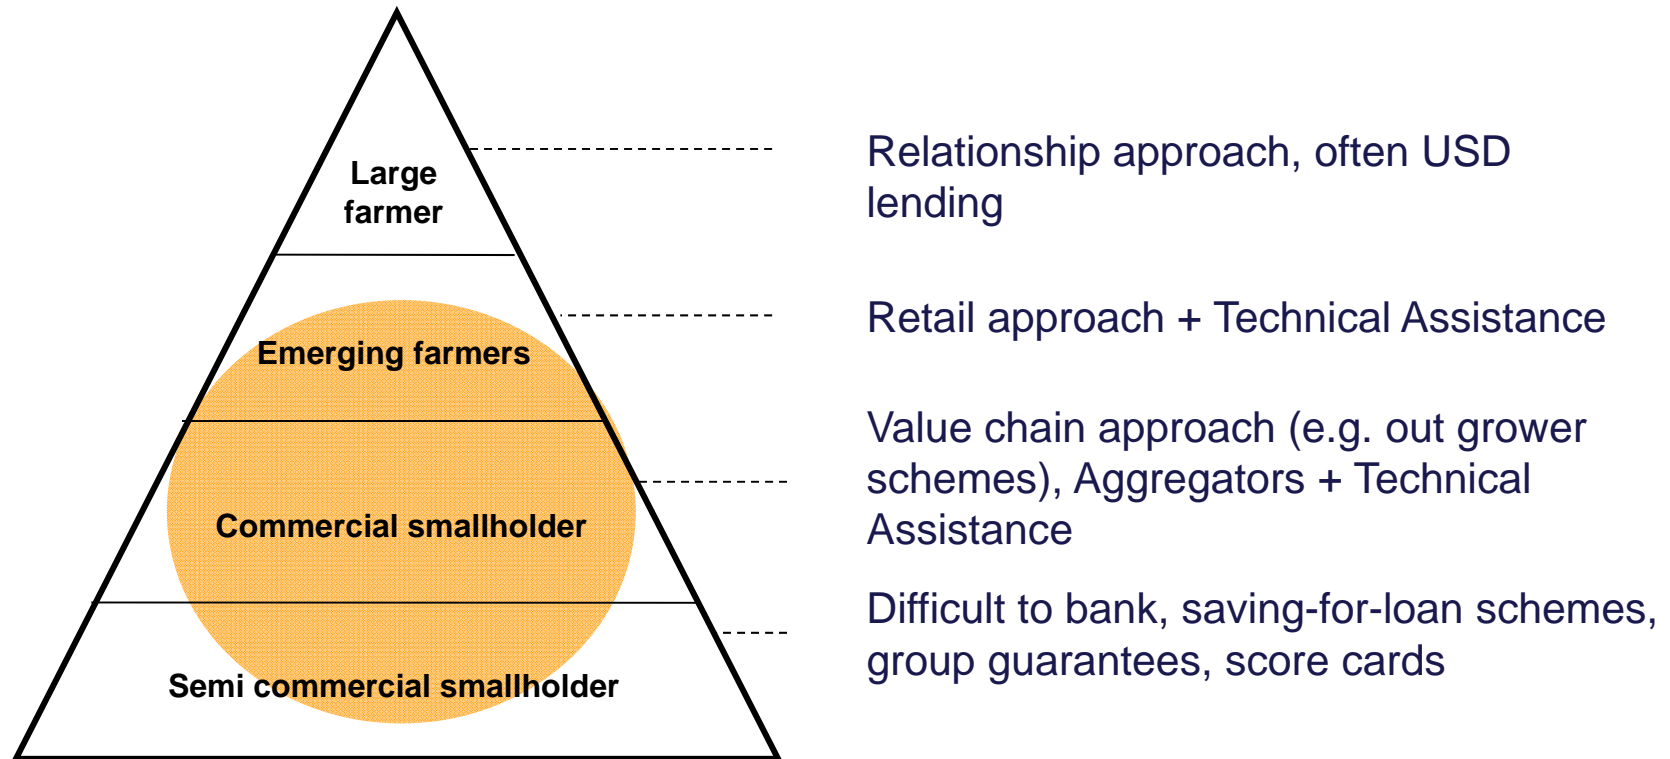 Large
farmer
Relationship approach, often USD
lending
Emerging farmers
Retail approach + Technical Assistance
Commercial smallholder
Value chain approach (e.g. out grower
schemes), Aggregators + Technical
Assistance
Semi commercial smallholder
Difficult to bank, saving-for-loan schemes,
group guarantees, score cards